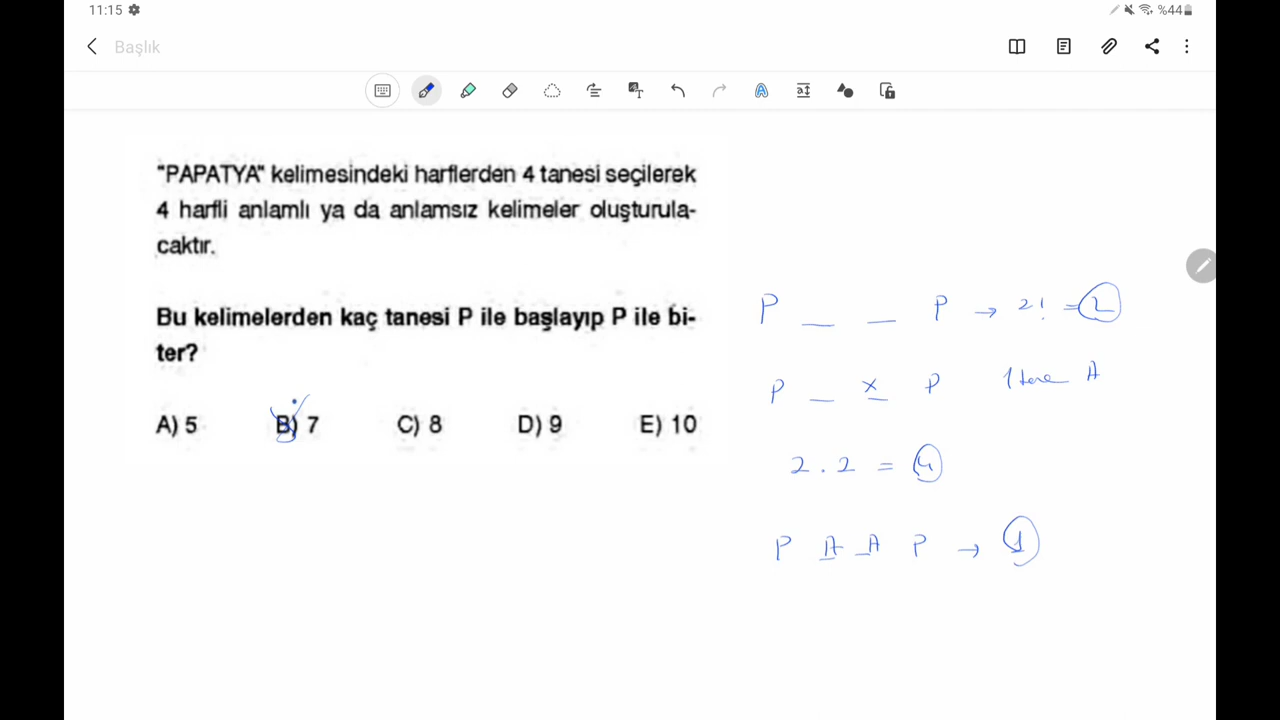 11:15
%44
Başlık
"PAPATYA" kelimesindeki harflerden 4 tanesi seçilerek
4 harfli anlamlı ya da anlamsız kelimeler oluşturula-
caktır.
Bu kelimelerden kaç tanesi P ile başlayıp P ile bi-
ter?
A) 5 B) 7 C) 8 D) 9 E) 10
P _ _ P → 2! = 2
P _ x P 1 tane A
2 . 2 = 4
P A A P → 1